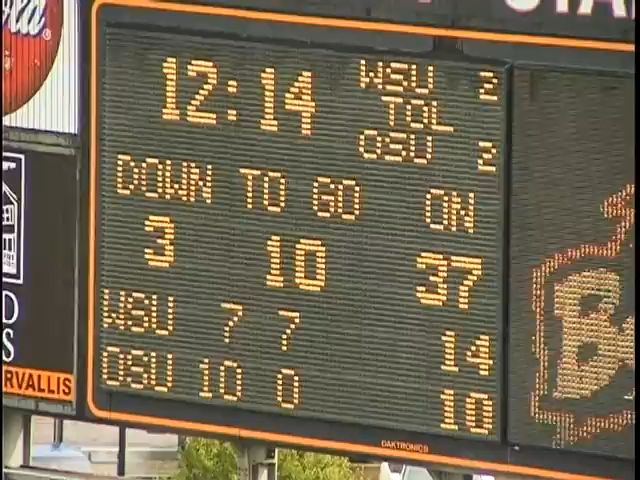 12:14
WSU 2
TOL
OSU 2
DOWN TO GO ON
3 10 37
WSU 7 7 14
OSU 10 0 10
RVALLIS
DAKTRONICS